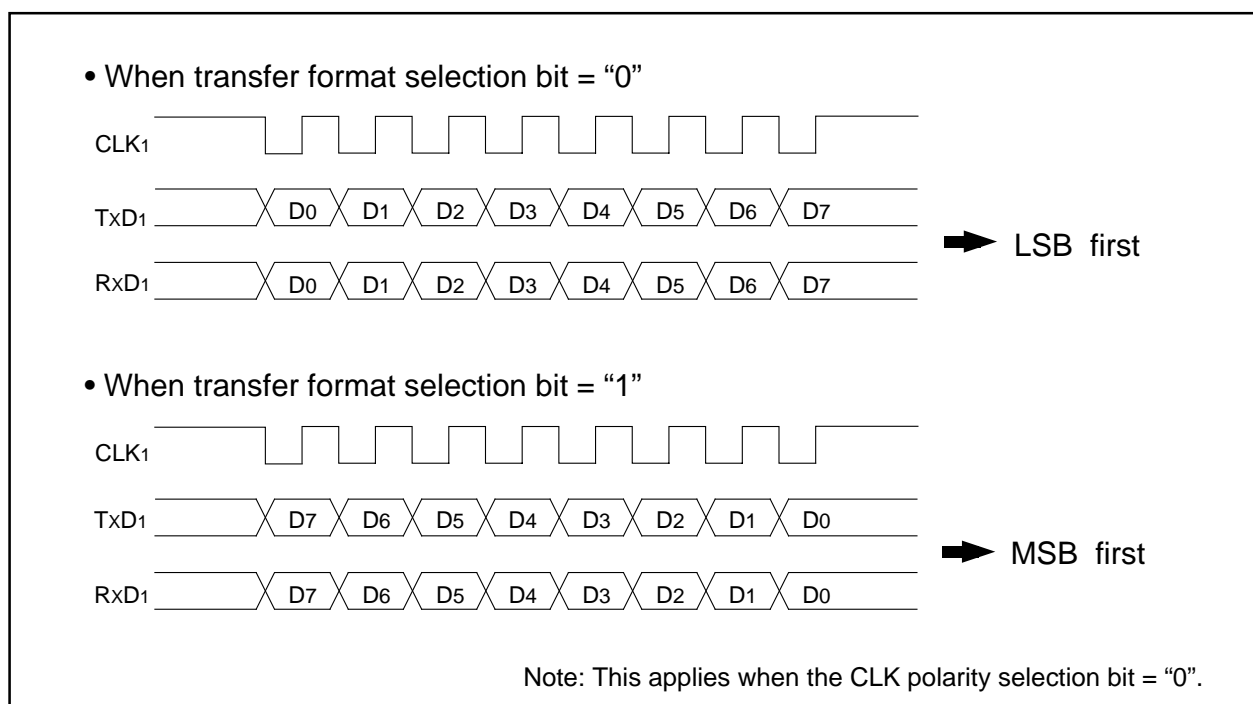 • When transfer format selection bit = “0”
CLK1
TxD1 D0 D1 D2 D3 D4 D5 D6 D7
RxD1 D0 D1 D2 D3 D4 D5 D6 D7
LSB first
• When transfer format selection bit = “1”
CLK1
TxD1 D7 D6 D5 D4 D3 D2 D1 D0
RxD1 D7 D6 D5 D4 D3 D2 D1 D0
MSB first
Note: This applies when the CLK polarity selection bit = “0”.